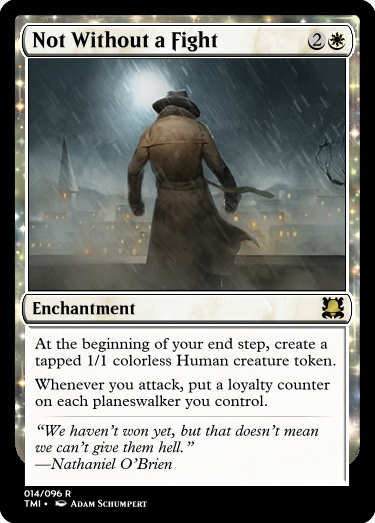 Not Without a Fight 2
Enchantment
At the beginning of your end step, create a
tapped 1/1 colorless Human creature token.
Whenever you attack, put a loyalty counter
on each planeswalker you control.
“We haven’t won yet, but that doesn’t mean
we can’t give them hell.”
—Nathaniel O’Brien
014/096 R
TMI • Adam Schumpert